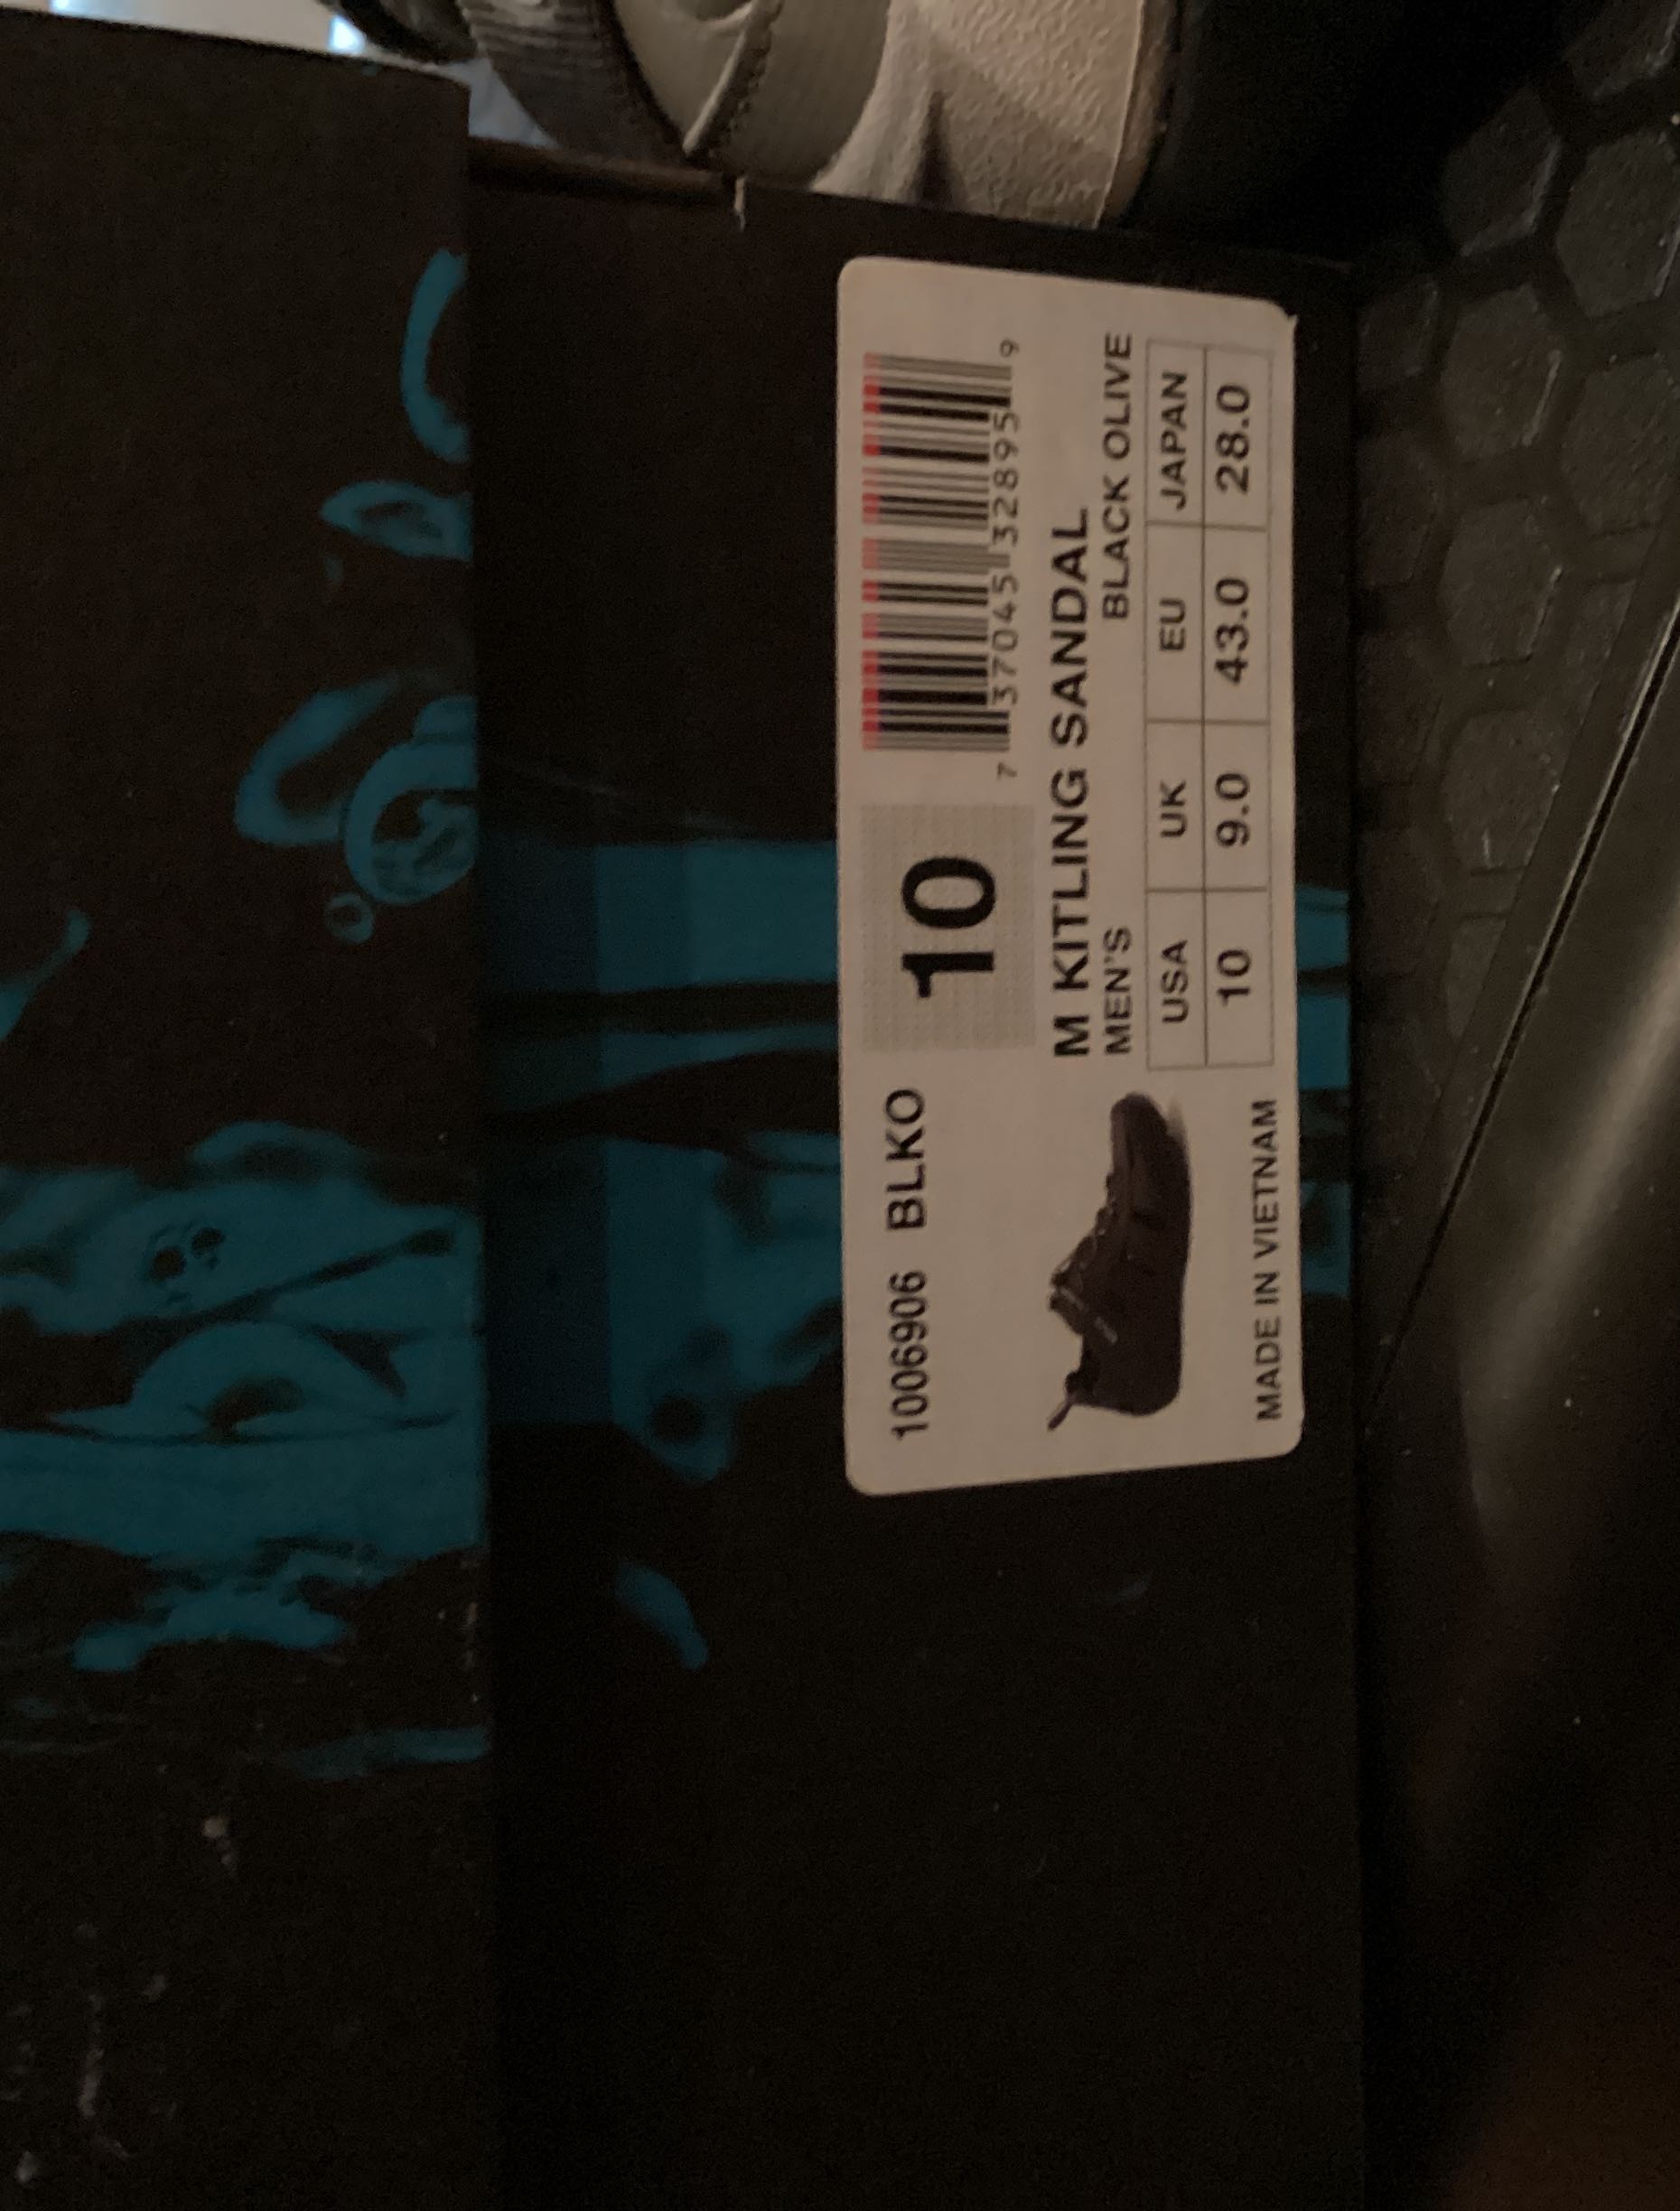 1006906 BLKO
10
7 37045 32895 9
M KITLING SANDAL
MEN'S BLACK OLIVE
USA UK EU JAPAN
10 9.0 43.0 28.0
MADE IN VIETNAM